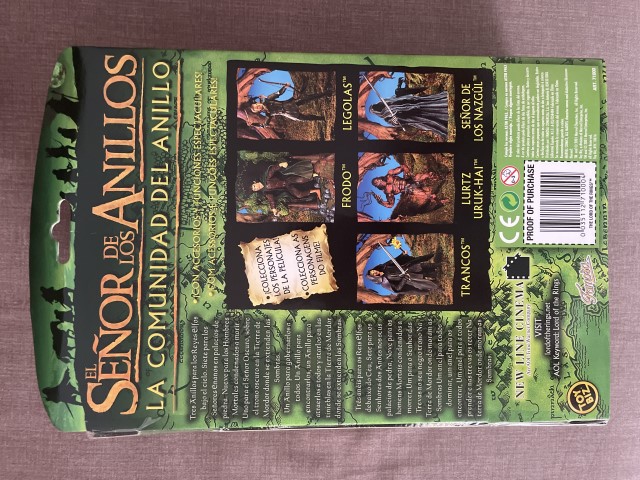 EL SEÑOR DE LOS ANILLOS
LA COMUNIDAD DEL ANILLO
Tres Anillos para los Reyes Elfos
bajo el cielo. Siete para los
Señores Enanos en palacios de
piedra. Nueve para los Hombres
Mortales condenados a morir.
Uno para el Señor Oscuro, sobre
el trono oscuro en la Tierra de
Mordor donde se extienden las
Sombras.
Un Anillo para gobernarlos a
todos. Un Anillo para
encontrarlos, un Anillo para
atraerlos a todos y atarlos en las
tinieblas en la Tierra de Mordor
donde se extienden las Sombras.
Três anéis para os Reis Elfos
debaixo do Céu, Sete para os
Senhores dos Anões nos seus
palácios de pedra, Nove para os
homens Mortais condenados a
morrer, Um para o Senhor das
Trevas no seu negro trono Na
Terra de Mordor onde moram as
Sombras Um anel para todos
dominar, um anel para os
encontrar, Um anel para a todos
prender e nas trevas os reter Na
terra de Mordor onde moram as
Sombras.
• ¡CON ACCESORIOS Y FUNCIONES ESPECTACULARES!
• COM ACESSÓRIOS E FUNÇÕES ESPECTACULARES!
• ¡COLECCIONA
LOS PERSONAJES
DE LA PELÍCULA!
• COLECCIONA AS
PERSONAGENS
DO FILME!
FRODO™
LEGOLAS™
TRANCOS™
LURTZ
URUK-HAI™
SEÑOR DE
LOS NAZGÛL™
NEW LINE CINEMA
An AOL Time Warner Company
VISIT
lordoftherings.net
AOL Keyword: Lord of the Rings
TOY BIZ
Famosa
CE
PROOF OF PURCHASE
0 35112 71000 4
THE LORD OF THE RINGS™